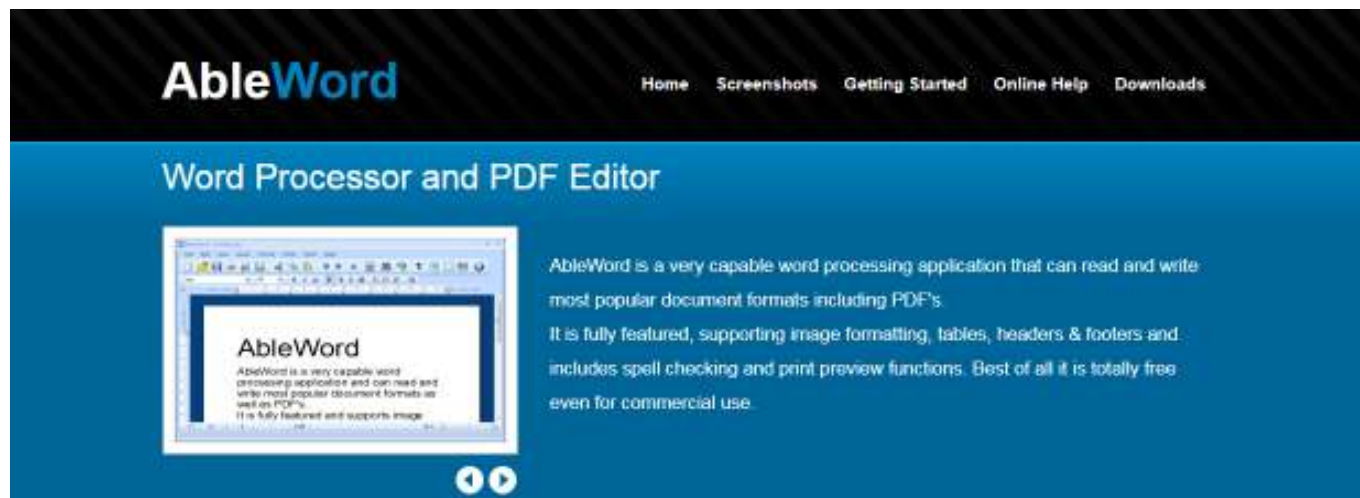 AbleWord
Home Screenshots Getting Started Online Help Downloads
Word Processor and PDF Editor
AbleWord is a very capable word processing application that can read and write
most popular document formats including PDF's.
It is fully featured, supporting image formatting, tables, headers & footers and
includes spell checking and print preview functions. Best of all it is totally free
even for commercial use.
AbleWord
AbleWord is a very capable word
processing application and can read and
write most popular document formats as
well as PDF's.
It is fully featured and supports image